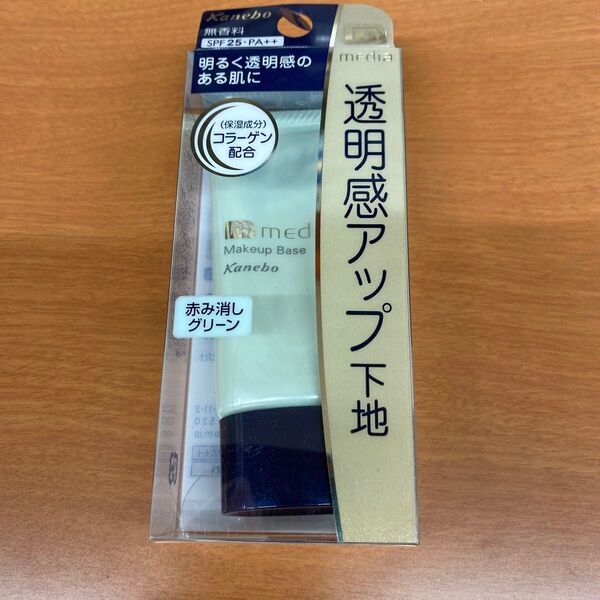 Kanebo
無香料
SPF25・PA++
明るく透明感の
ある肌に
(保湿成分)
コラーゲン
配合
media
透明感アップ下地
med
Makeup Base
Kanebo
赤み消し
グリーン